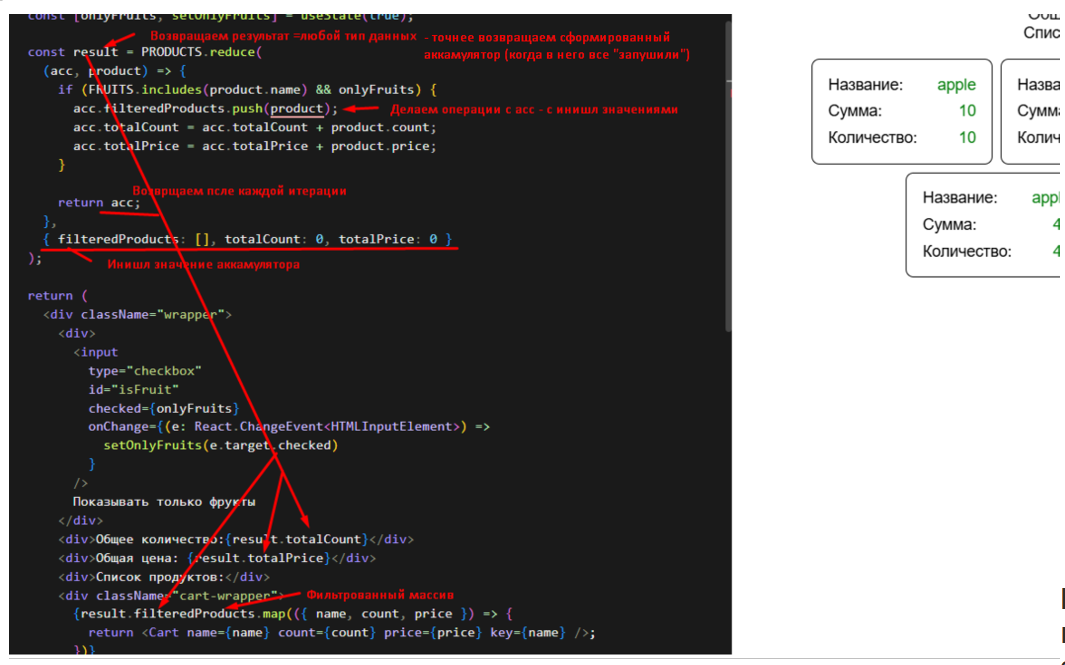 const [onlyFruits, setOnlyFruits] = useState(true);
Возвращаем результат =любой тип данных - точнее возвращаем сформированный
аккамулятор (когда в него все "запушили")
const result = PRODUCTS.reduce(
(acc, product) => {
if (FRUITS.includes(product.name) && onlyFruits) {
acc.filteredProducts.push(product);
Делаем операции с acc - с инишл значениями
acc.totalCount = acc.totalCount + product.count;
acc.totalPrice = acc.totalPrice + product.price;
}
Возврщаем псле каждой итерации
return acc;
},
{ filteredProducts: [], totalCount: 0, totalPrice: 0 }
);
Инишл значение аккамулятора
return (
<div className="wrapper">
<div>
<input
type="checkbox"
id="isFruit"
checked={onlyFruits}
onChange={(e: React.ChangeEvent<HTMLInputElement>) =>
setOnlyFruits(e.target.checked)
}
/>
Показывать только фрукты
</div>
<div>Общее количество:{result.totalCount}</div>
<div>Общая цена: {result.totalPrice}</div>
<div>Список продуктов:</div>
<div className="cart-wrapper">
Фильтрованный массив
{result.filteredProducts.map(({ name, count, price }) => {
return <Cart name={name} count={count} price={price} key={name} />;
})}
Спис
Название: apple
Сумма: 10
Количество: 10
Назва
Сумм
Колич
Название: appl
Сумма: 4
Количество: 4